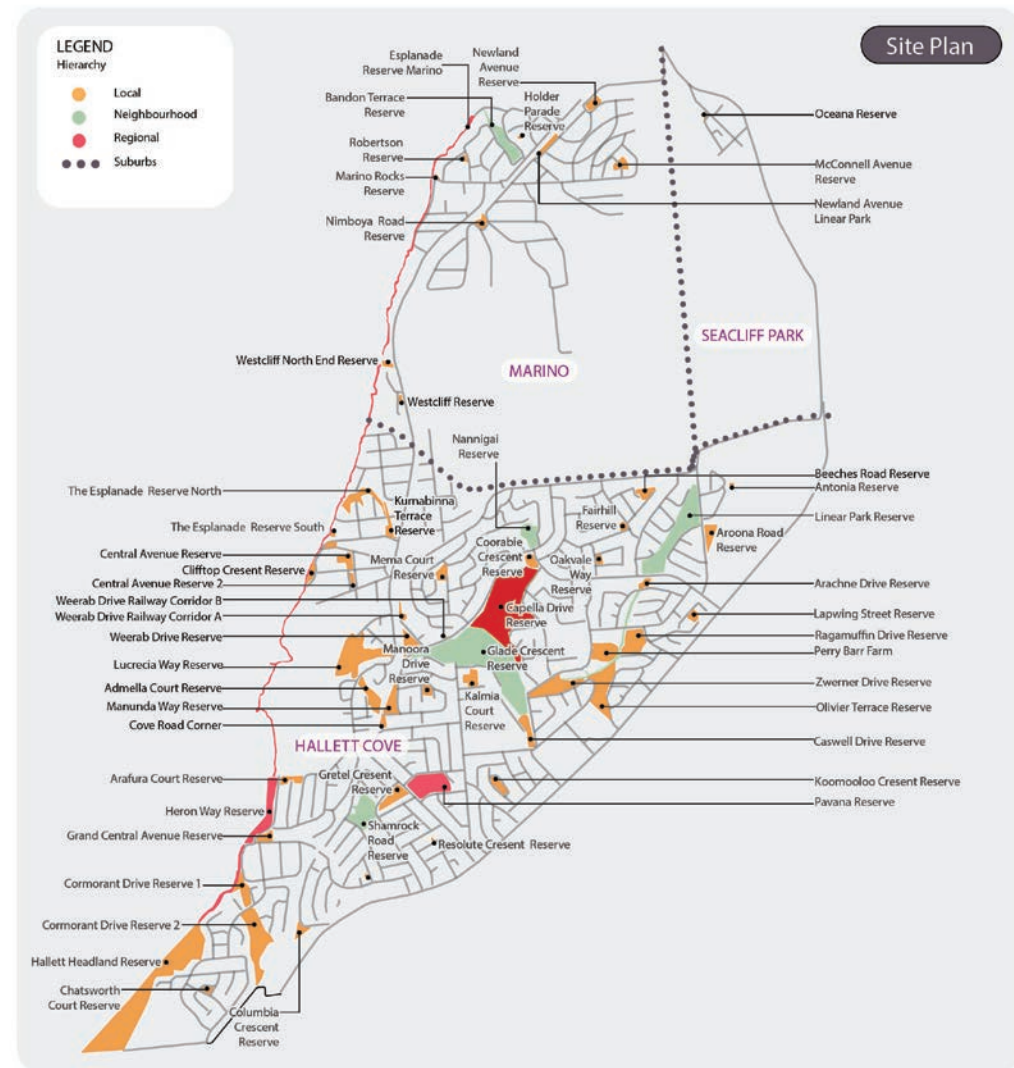 Site Plan
LEGEND
Hierarchy
Local
Neighbourhood
Regional
Suburbs
Esplanade
Reserve Marino
Newland
Avenue
Reserve
Bandon Terrace
Reserve
Holder
Parade
Reserve
Robertson
Reserve
Marino Rocks
Reserve
Nimboya Road
Reserve
Oceana Reserve
McConnell Avenue
Reserve
Newland Avenue
Linear Park
SEACLIFF PARK
MARINO
Westcliff North End Reserve
Westcliff Reserve
Nannigai
Reserve
The Esplanade Reserve North
Kurnabinna
Terrace
Reserve
The Esplanade Reserve South
Central Avenue Reserve
Clifftop Cresent Reserve
Central Avenue Reserve 2
Merna Court
Reserve
Coorabie
Crescent
Reserve
Fairhill
Reserve
Oakvale
Way
Reserve
Beeches Road Reserve
Antonia Reserve
Linear Park Reserve
Aroona Road
Reserve
Arachne Drive Reserve
Lapwing Street Reserve
Ragamuffin Drive Reserve
Perry Barr Farm
Zwerner Drive Reserve
Olivier Terrace Reserve
Caswell Drive Reserve
Weerab Drive Railway Corridor B
Weerab Drive Railway Corridor A
Weerab Drive Reserve
Capella Drive
Reserve
Manoora
Drive
Reserve
Glade Crescent
Reserve
Lucrecia Way Reserve
Admella Court Reserve
Manunda Way Reserve
Cove Road Corner
Kalmia
Court
Reserve
HALLETT COVE
Arafura Court Reserve
Gretel Cresent
Reserve
Koomooloo Cresent Reserve
Pavana Reserve
Heron Way Reserve
Grand Central Avenue Reserve
Shamrock
Road
Reserve
Resolute Cresent Reserve
Cormorant Drive Reserve 1
Cormorant Drive Reserve 2
Hallett Headland Reserve
Chatsworth
Court Reserve
Columbia
Crescent
Reserve